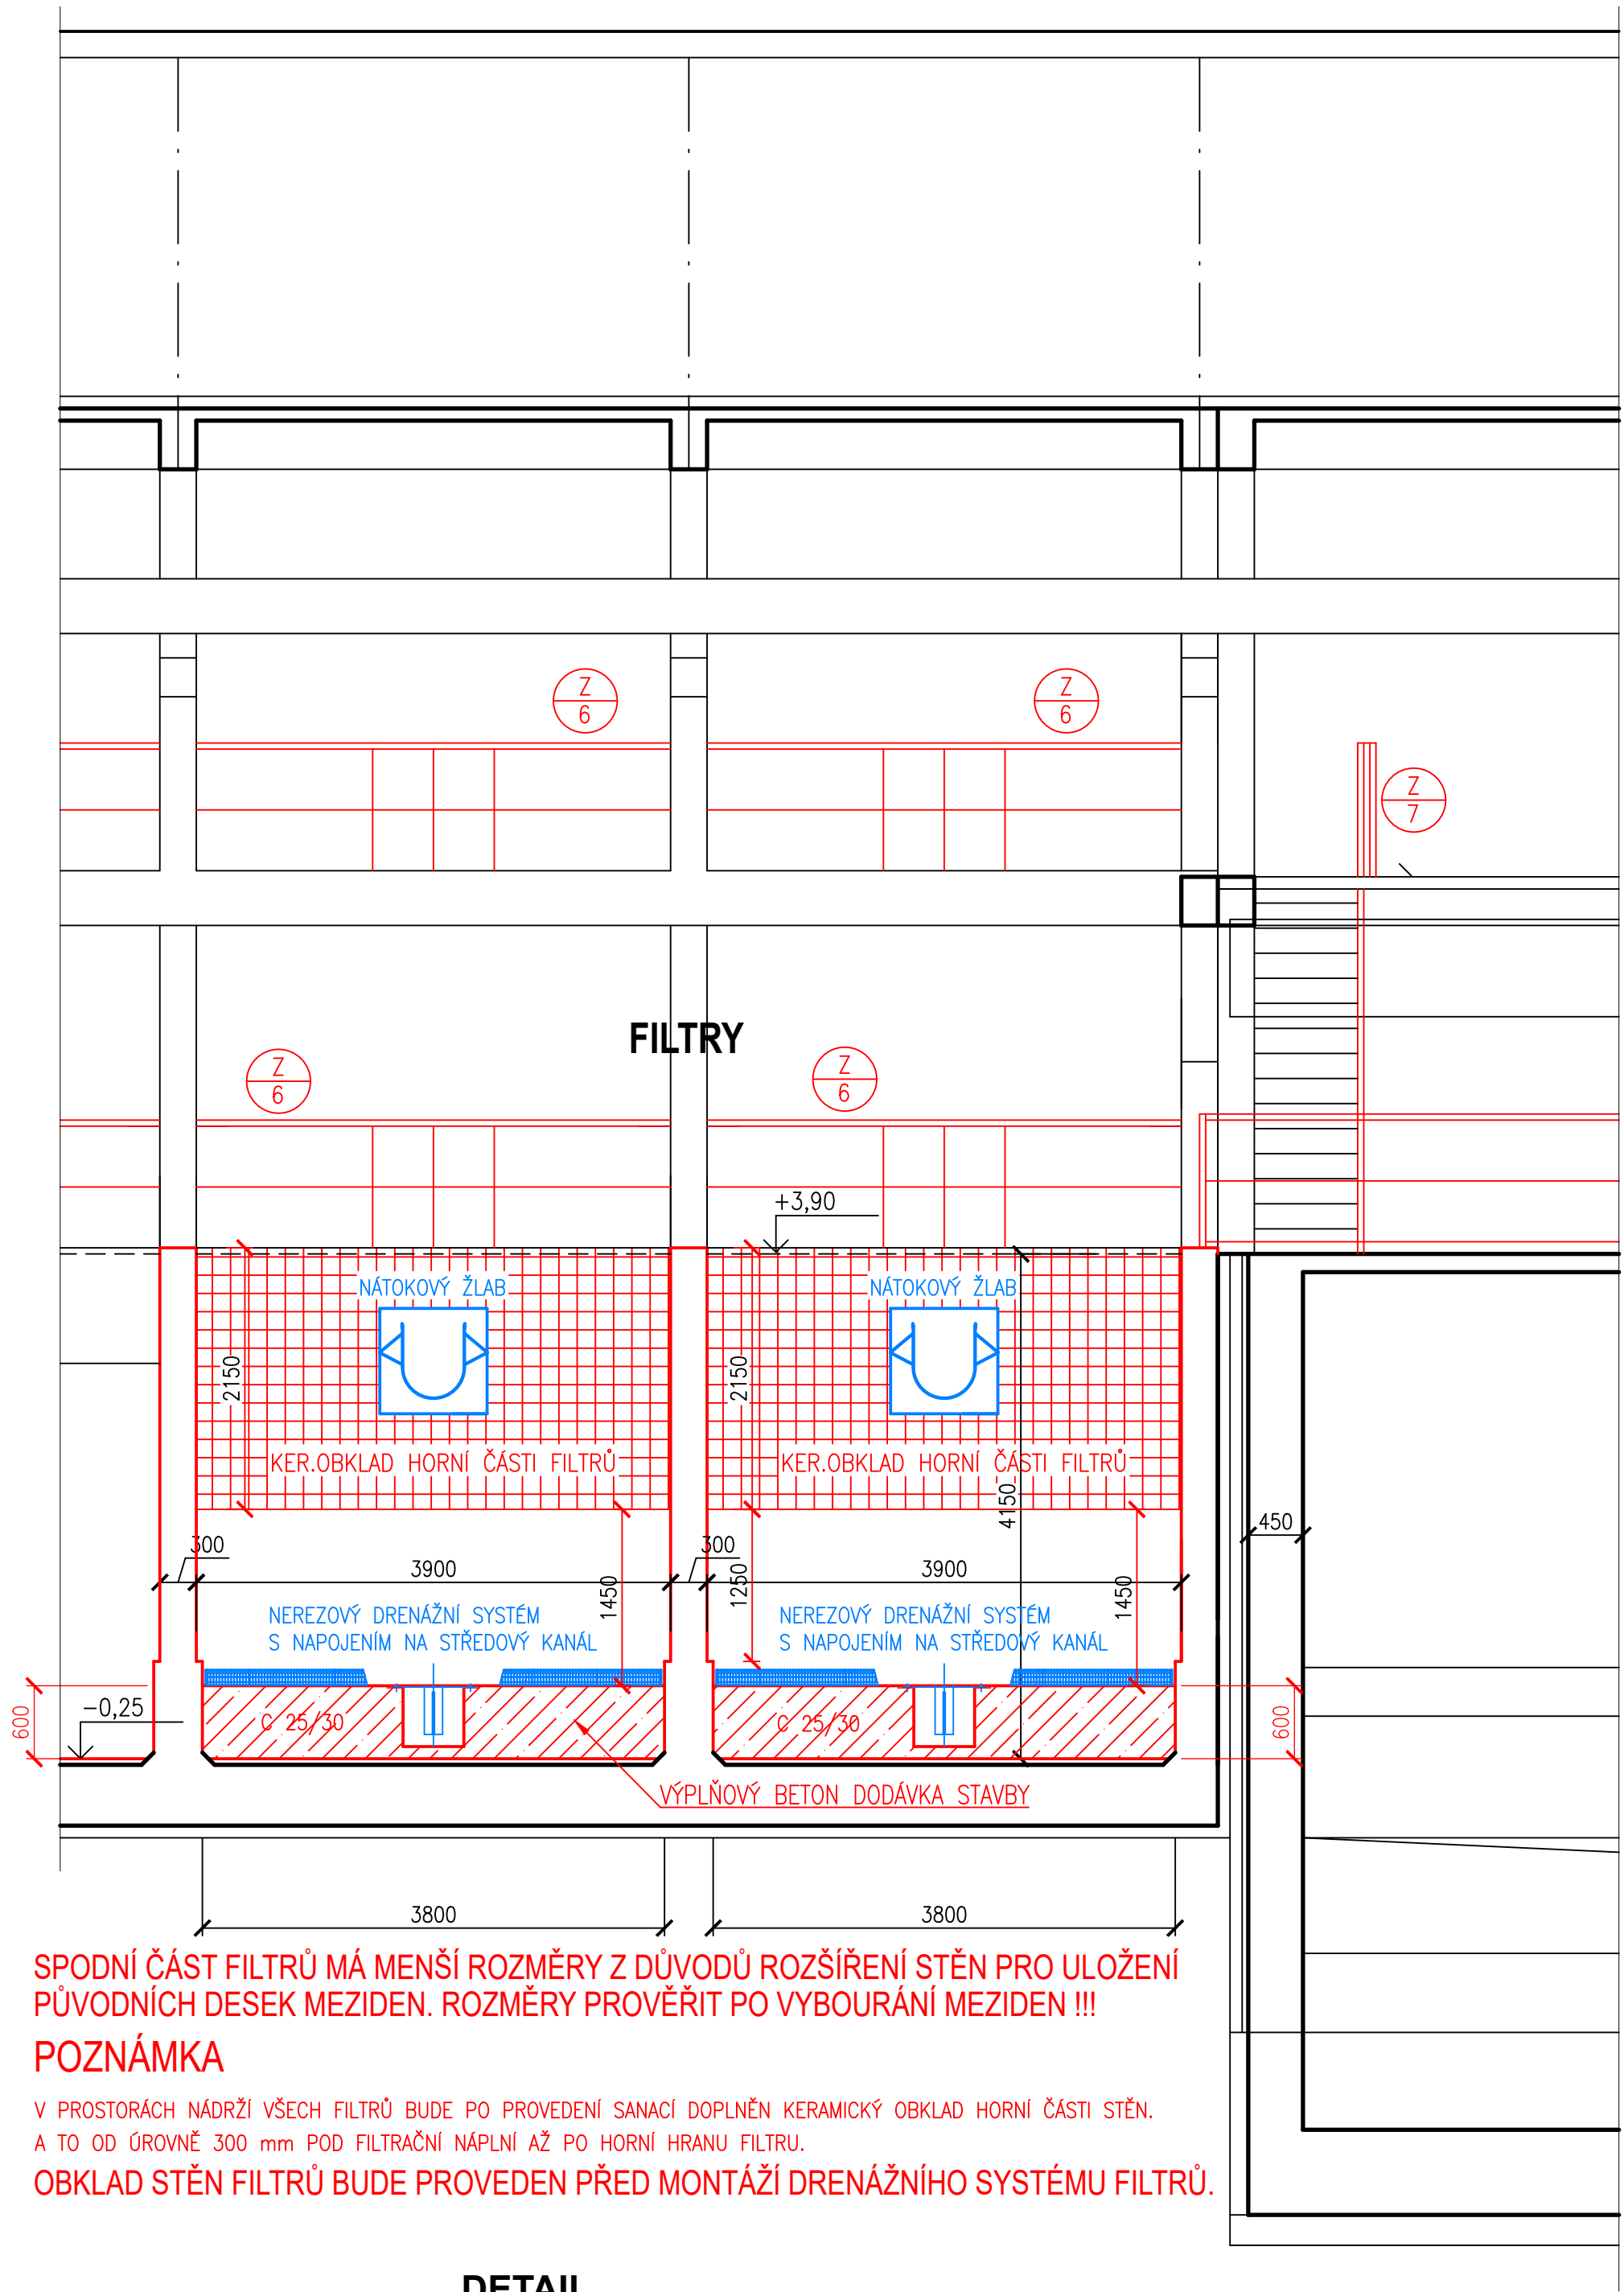 Z
6
Z
6
Z
7
FILTRY
Z
6
Z
6
+3,90
NÁTOKOVÝ ŽLAB
NÁTOKOVÝ ŽLAB
2150
2150
KER.OBKLAD HORNÍ ČÁSTI FILTRŮ
KER.OBKLAD HORNÍ ČÁSTI FILTRŮ
4150
450
300
300
3900
3900
1450
1250
1450
NEREZOVÝ DRENÁŽNÍ SYSTÉM
S NAPOJENÍM NA STŘEDOVÝ KANÁL
NEREZOVÝ DRENÁŽNÍ SYSTÉM
S NAPOJENÍM NA STŘEDOVÝ KANÁL
600
-0,25
C 25/30
C 25/30
600
VÝPLŇOVÝ BETON DODÁVKA STAVBY
3800
3800
SPODNÍ ČÁST FILTRŮ MÁ MENŠÍ ROZMĚRY Z DŮVODŮ ROZŠÍŘENÍ STĚN PRO ULOŽENÍ
PŮVODNÍCH DESEK MEZIDEN. ROZMĚRY PROVĚŘIT PO VYBOURÁNÍ MEZIDEN !!!
POZNÁMKA
V PROSTORÁCH NÁDRŽÍ VŠECH FILTRŮ BUDE PO PROVEDENÍ SANACÍ DOPLNĚN KERAMICKÝ OBKLAD HORNÍ ČÁSTI STĚN.
A TO OD ÚROVNĚ 300 mm POD FILTRAČNÍ NÁPLNÍ AŽ PO HORNÍ HRANU FILTRU.
OBKLAD STĚN FILTRŮ BUDE PROVEDEN PŘED MONTÁŽÍ DRENÁŽNÍHO SYSTÉMU FILTRŮ.
DETAIL